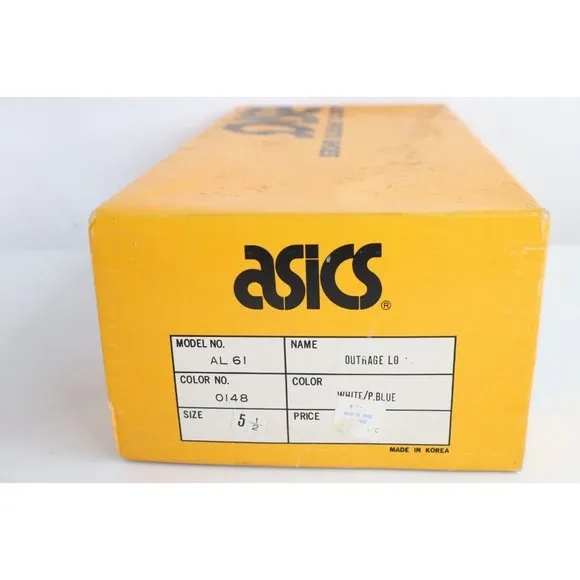 asics®
MODEL NO. AL 61 NAME OUTRAGE LO
COLOR NO. 0148 COLOR WHITE/P.BLUE
SIZE 5 1/2 PRICE
MADE IN KOREA